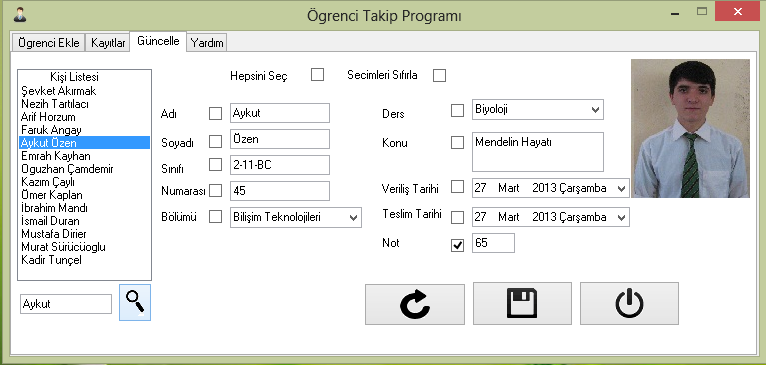 Ögrenci Takip Programı
Ögrenci Ekle Kayıtlar Güncelle Yardım
Kişi Listesi
Şevket Akırmak
Nezih Tartılacı
Arif Horzum
Faruk Angay
Aykut Özen
Emrah Kayhan
Oguzhan Çamdemir
Kazım Çaylı
Ömer Kaplan
İbrahim Mandı
İsmail Duran
Mustafa Dirier
Murat Sürücüoglu
Kadir Tunçel
Aykut
Hepsini Seç Secimleri Sıfırla
Adı Aykut
Soyadı Özen
Sınıfı 2-11-BC
Numarası 45
Bölümü Bilişim Teknolojileri
Ders Biyoloji
Konu Mendelin Hayatı
Veriliş Tarihi 27 Mart 2013 Çarşamba
Teslim Tarihi 27 Mart 2013 Çarşamba
Not 65